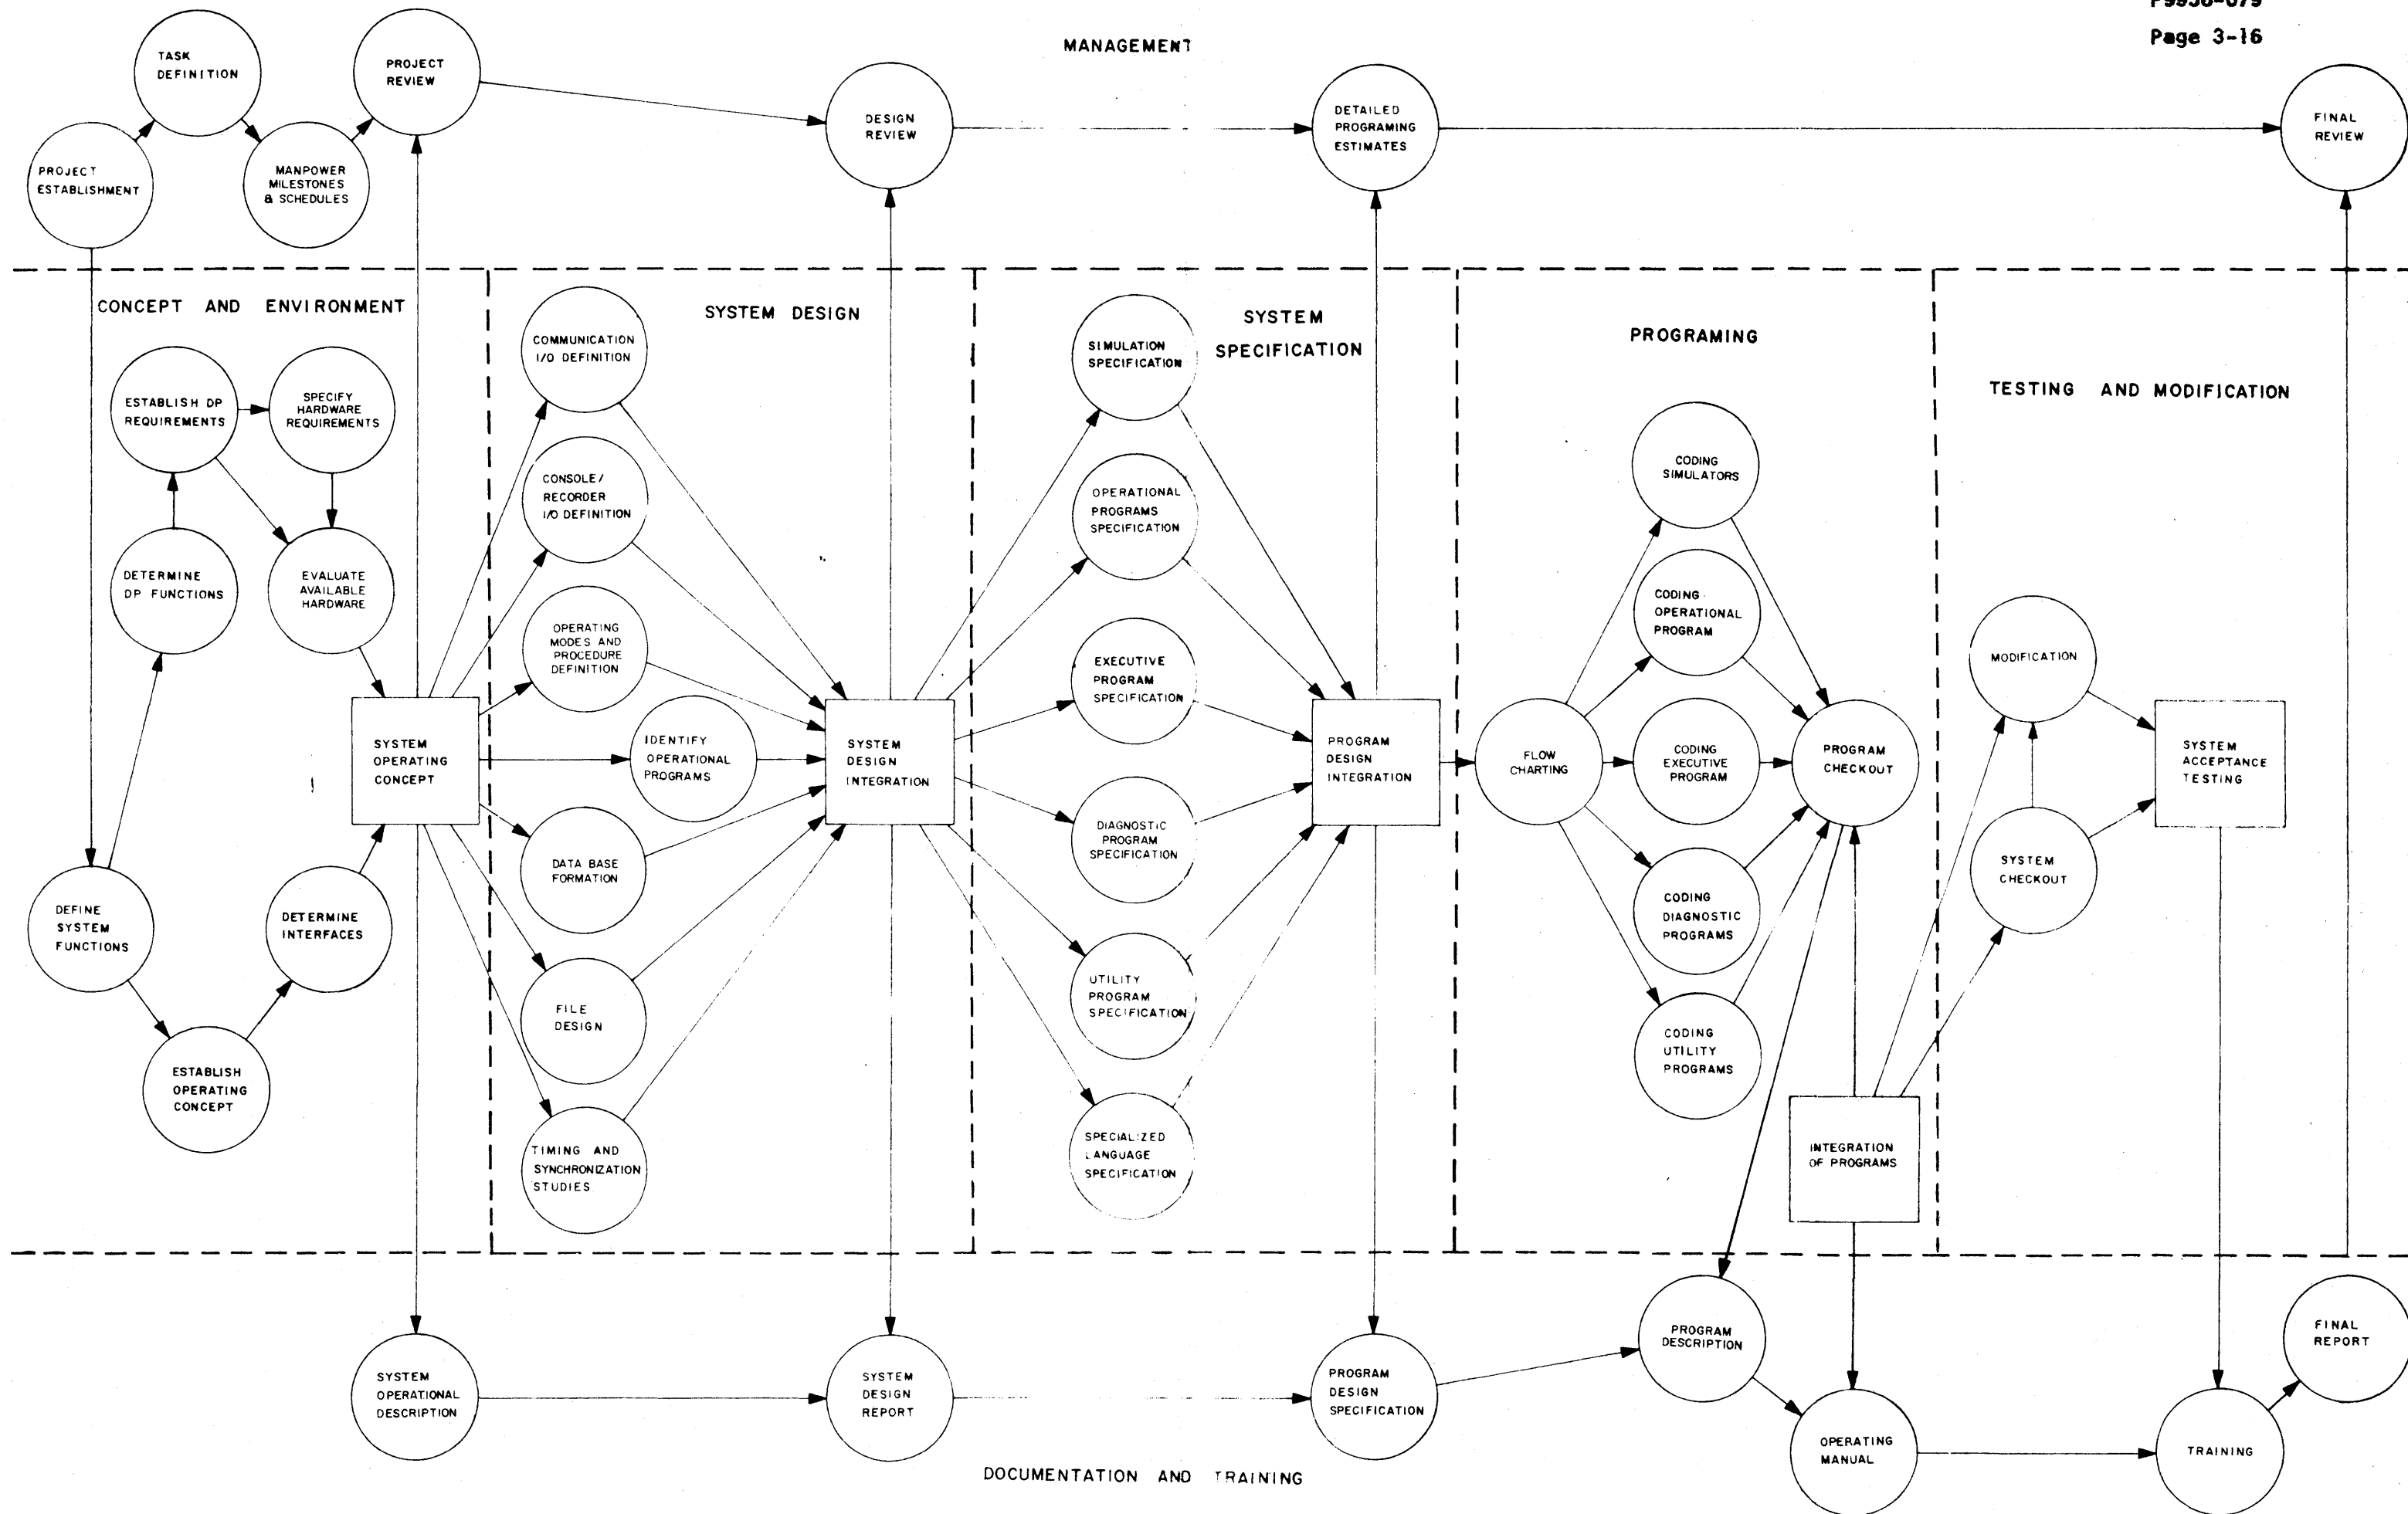 Page 3-16
MANAGEMENT
TASK
DEFINITION
PROJECT
REVIEW
PROJECT
ESTABLISHMENT
MANPOWER
MILESTONES
& SCHEDULES
DESIGN
REVIEW
DETAILED
PROGRAMING
ESTIMATES
FINAL
REVIEW
CONCEPT AND ENVIRONMENT
ESTABLISH DP
REQUIREMENTS
SPECIFY
HARDWARE
REQUIREMENTS
DETERMINE
DP FUNCTIONS
EVALUATE
AVAILABLE
HARDWARE
SYSTEM
OPERATING
CONCEPT
DEFINE
SYSTEM
FUNCTIONS
DETERMINE
INTERFACES
ESTABLISH
OPERATING
CONCEPT
SYSTEM DESIGN
COMMUNICATION
I/O DEFINITION
CONSOLE/
RECORDER
I/O DEFINITION
OPERATING
MODES AND
PROCEDURE
DEFINITION
IDENTIFY
OPERATIONAL
PROGRAMS
DATA BASE
FORMATION
FILE
DESIGN
TIMING AND
SYNCHRONIZATION
STUDIES
SYSTEM
DESIGN
INTEGRATION
SYSTEM
SPECIFICATION
SIMULATION
SPECIFICATION
OPERATIONAL
PROGRAMS
SPECIFICATION
EXECUTIVE
PROGRAM
SPECIFICATION
DIAGNOSTIC
PROGRAM
SPECIFICATION
UTILITY
PROGRAM
SPECIFICATION
SPECIALIZED
LANGUAGE
SPECIFICATION
PROGRAM
DESIGN
INTEGRATION
PROGRAMING
CODING
SIMULATORS
CODING
OPERATIONAL
PROGRAM
FLOW
CHARTING
CODING
EXECUTIVE
PROGRAM
PROGRAM
CHECKOUT
CODING
DIAGNOSTIC
PROGRAMS
CODING
UTILITY
PROGRAMS
INTEGRATION
OF PROGRAMS
TESTING AND MODIFICATION
MODIFICATION
SYSTEM
ACCEPTANCE
TESTING
SYSTEM
CHECKOUT
SYSTEM
OPERATIONAL
DESCRIPTION
SYSTEM
DESIGN
REPORT
PROGRAM
DESIGN
SPECIFICATION
PROGRAM
DESCRIPTION
OPERATING
MANUAL
TRAINING
FINAL
REPORT
DOCUMENTATION AND TRAINING